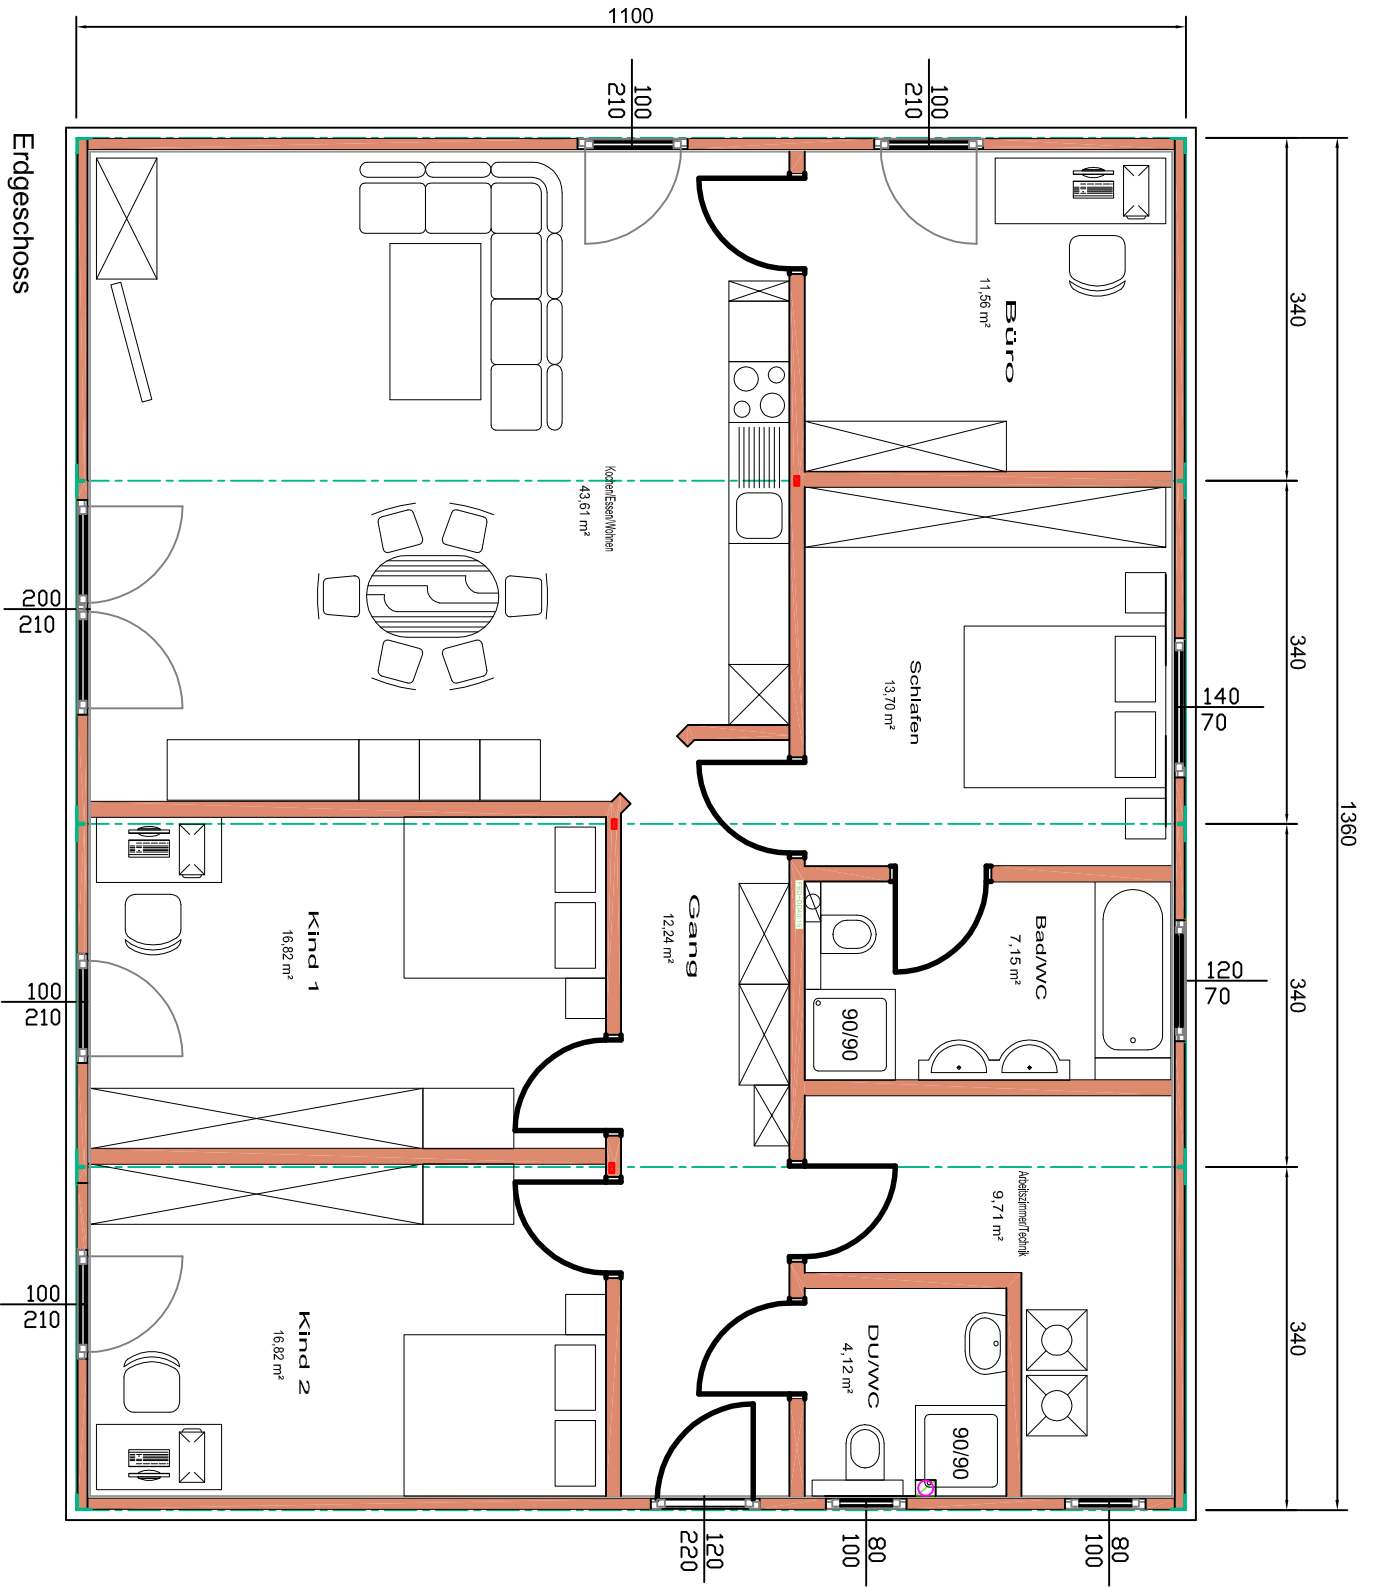 1100
100
210
100
210
Erdgeschoss
340
340
340
340
1360
Büro
11,56 m²
Kochen/Essen/Wohnen
43,61 m²
Schlafen
13,70 m²
200
210
140
70
Gang
12,24 m²
Kind 1
16,82 m²
Bad/WC
7,15 m²
90/90
120
70
100
210
Arbeitszimmer/Technik
9,71 m²
Kind 2
16,82 m²
DU/WC
4,12 m²
90/90
100
210
120
220
80
100
80
100